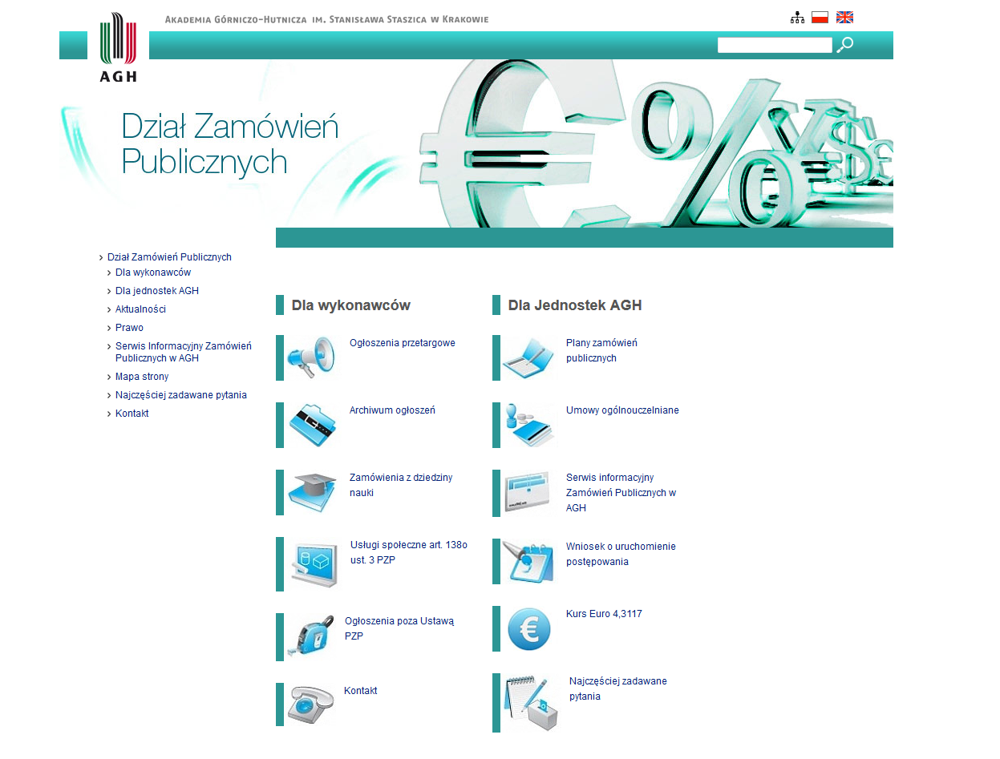 Akademia Górniczo-Hutnicza im. Stanisława Staszica w Krakowie
AGH
Dział Zamówień
Publicznych
Dział Zamówień Publicznych
Dla wykonawców
Dla jednostek AGH
Aktualności
Prawo
Serwis Informacyjny Zamówień
Publicznych w AGH
Mapa strony
Najczęściej zadawane pytania
Kontakt
Dla wykonawców
Ogłoszenia przetargowe
Archiwum ogłoszeń
Zamówienia z dziedziny
nauki
Usługi społeczne art. 138o
ust. 3 PZP
Ogłoszenia poza Ustawą
PZP
Kontakt
Dla Jednostek AGH
Plany zamówień
publicznych
Umowy ogólnouczelniane
Serwis informacyjny
Zamówień Publicznych w
AGH
Wniosek o uruchomienie
postępowania
Kurs Euro 4,3117
Najczęściej zadawane
pytania